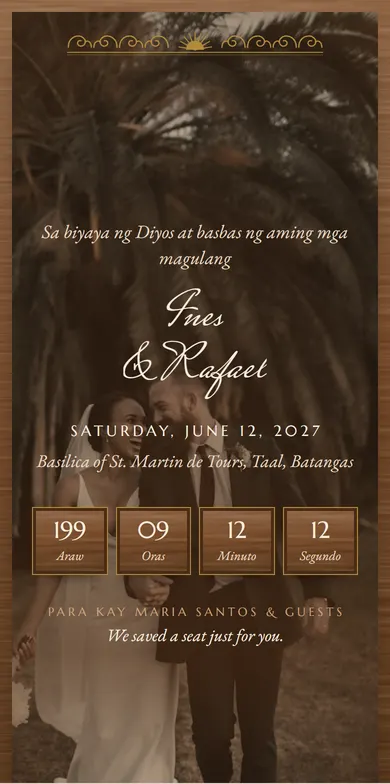 Sa biyaya ng Diyos at basbas ng aming mga
magulang
Ines
& Rafael
SATURDAY, JUNE 12, 2027
Basilica of St. Martin de Tours, Taal, Batangas
199 09 12 12
Araw Oras Minuto Segundo
PARA KAY MARIA SANTOS & GUESTS
We saved a seat just for you.